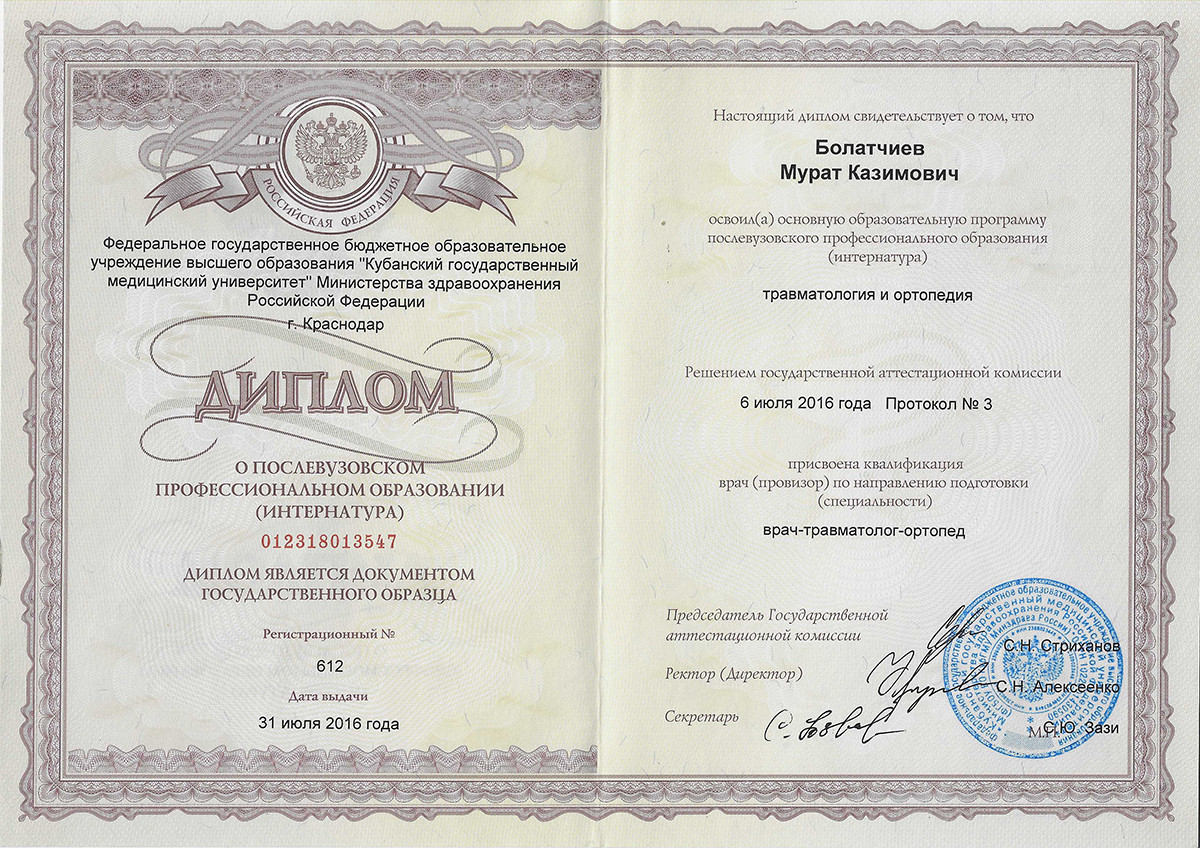 РОССИЙСКАЯ ФЕДЕРАЦИЯ
Федеральное государственное бюджетное образовательное
учреждение высшего образования "Кубанский государственный
медицинский университет" Министерства здравоохранения
Российской Федерации
г. Краснодар
ДИПЛОМ
О ПОСЛЕВУЗОВСКОМ
ПРОФЕССИОНАЛЬНОМ ОБРАЗОВАНИИ
(ИНТЕРНАТУРА)
012318013547
ДИПЛОМ ЯВЛЯЕТСЯ ДОКУМЕНТОМ
ГОСУДАРСТВЕННОГО ОБРАЗЦА
Регистрационный №
612
Дата выдачи
31 июля 2016 года
Настоящий диплом свидетельствует о том, что
Болатчиев
Мурат Казимович
освоил(а) основную образовательную программу
послевузовского профессионального образования
(интернатура)
травматология и ортопедия
Решением государственной аттестационной комиссии
6 июля 2016 года Протокол № 3
присвоена квалификация
врач (провизор) по направлению подготовки
(специальности)
врач-травматолог-ортопед
Председатель Государственной
аттестационной комиссии
С.Н. Стриханов
Ректор (Директор)
С.Н. Алексеенко
Секретарь
С.Ю. Зази
М.П.